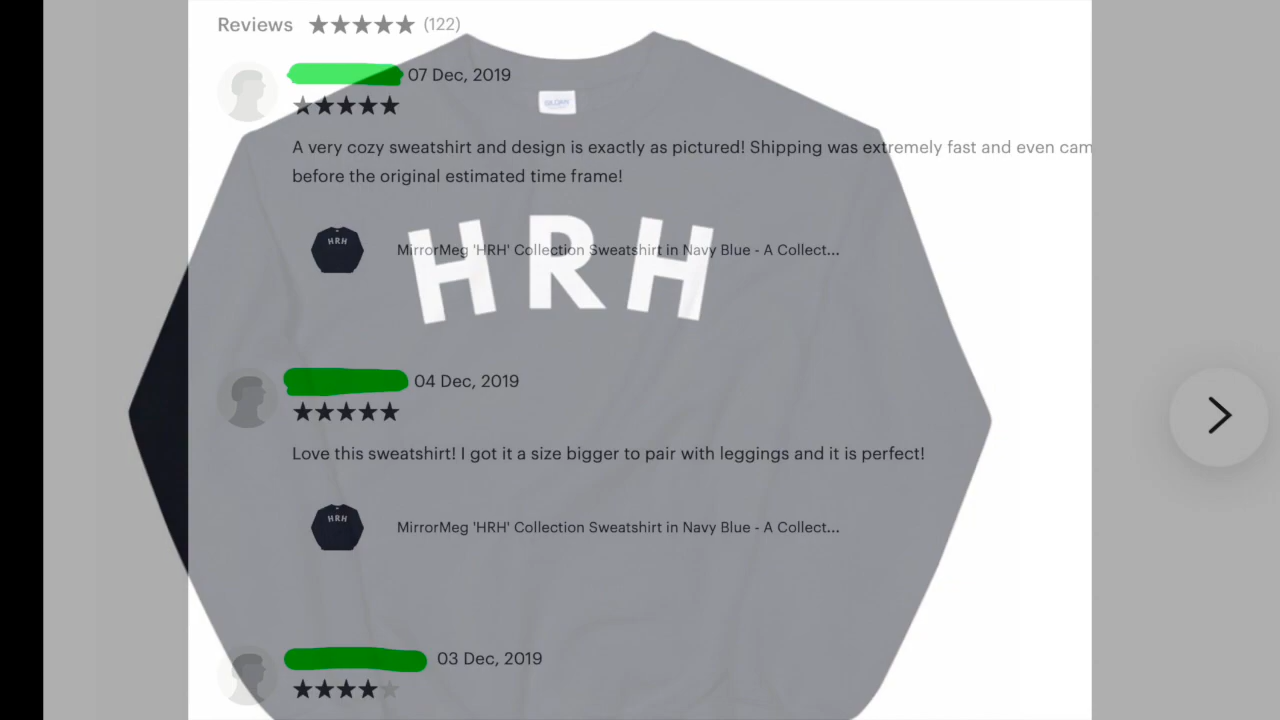 Reviews ★★★★★ (122)
07 Dec, 2019
★★★★★
A very cozy sweatshirt and design is exactly as pictured! Shipping was extremely fast and even cam
before the original estimated time frame!
HRH
HRH
MirrorMeg 'HRH' Collection Sweatshirt in Navy Blue - A Collect...
04 Dec, 2019
★★★★★
Love this sweatshirt! I got it a size bigger to pair with leggings and it is perfect!
HRH
MirrorMeg 'HRH' Collection Sweatshirt in Navy Blue - A Collect...
03 Dec, 2019
★★★★★